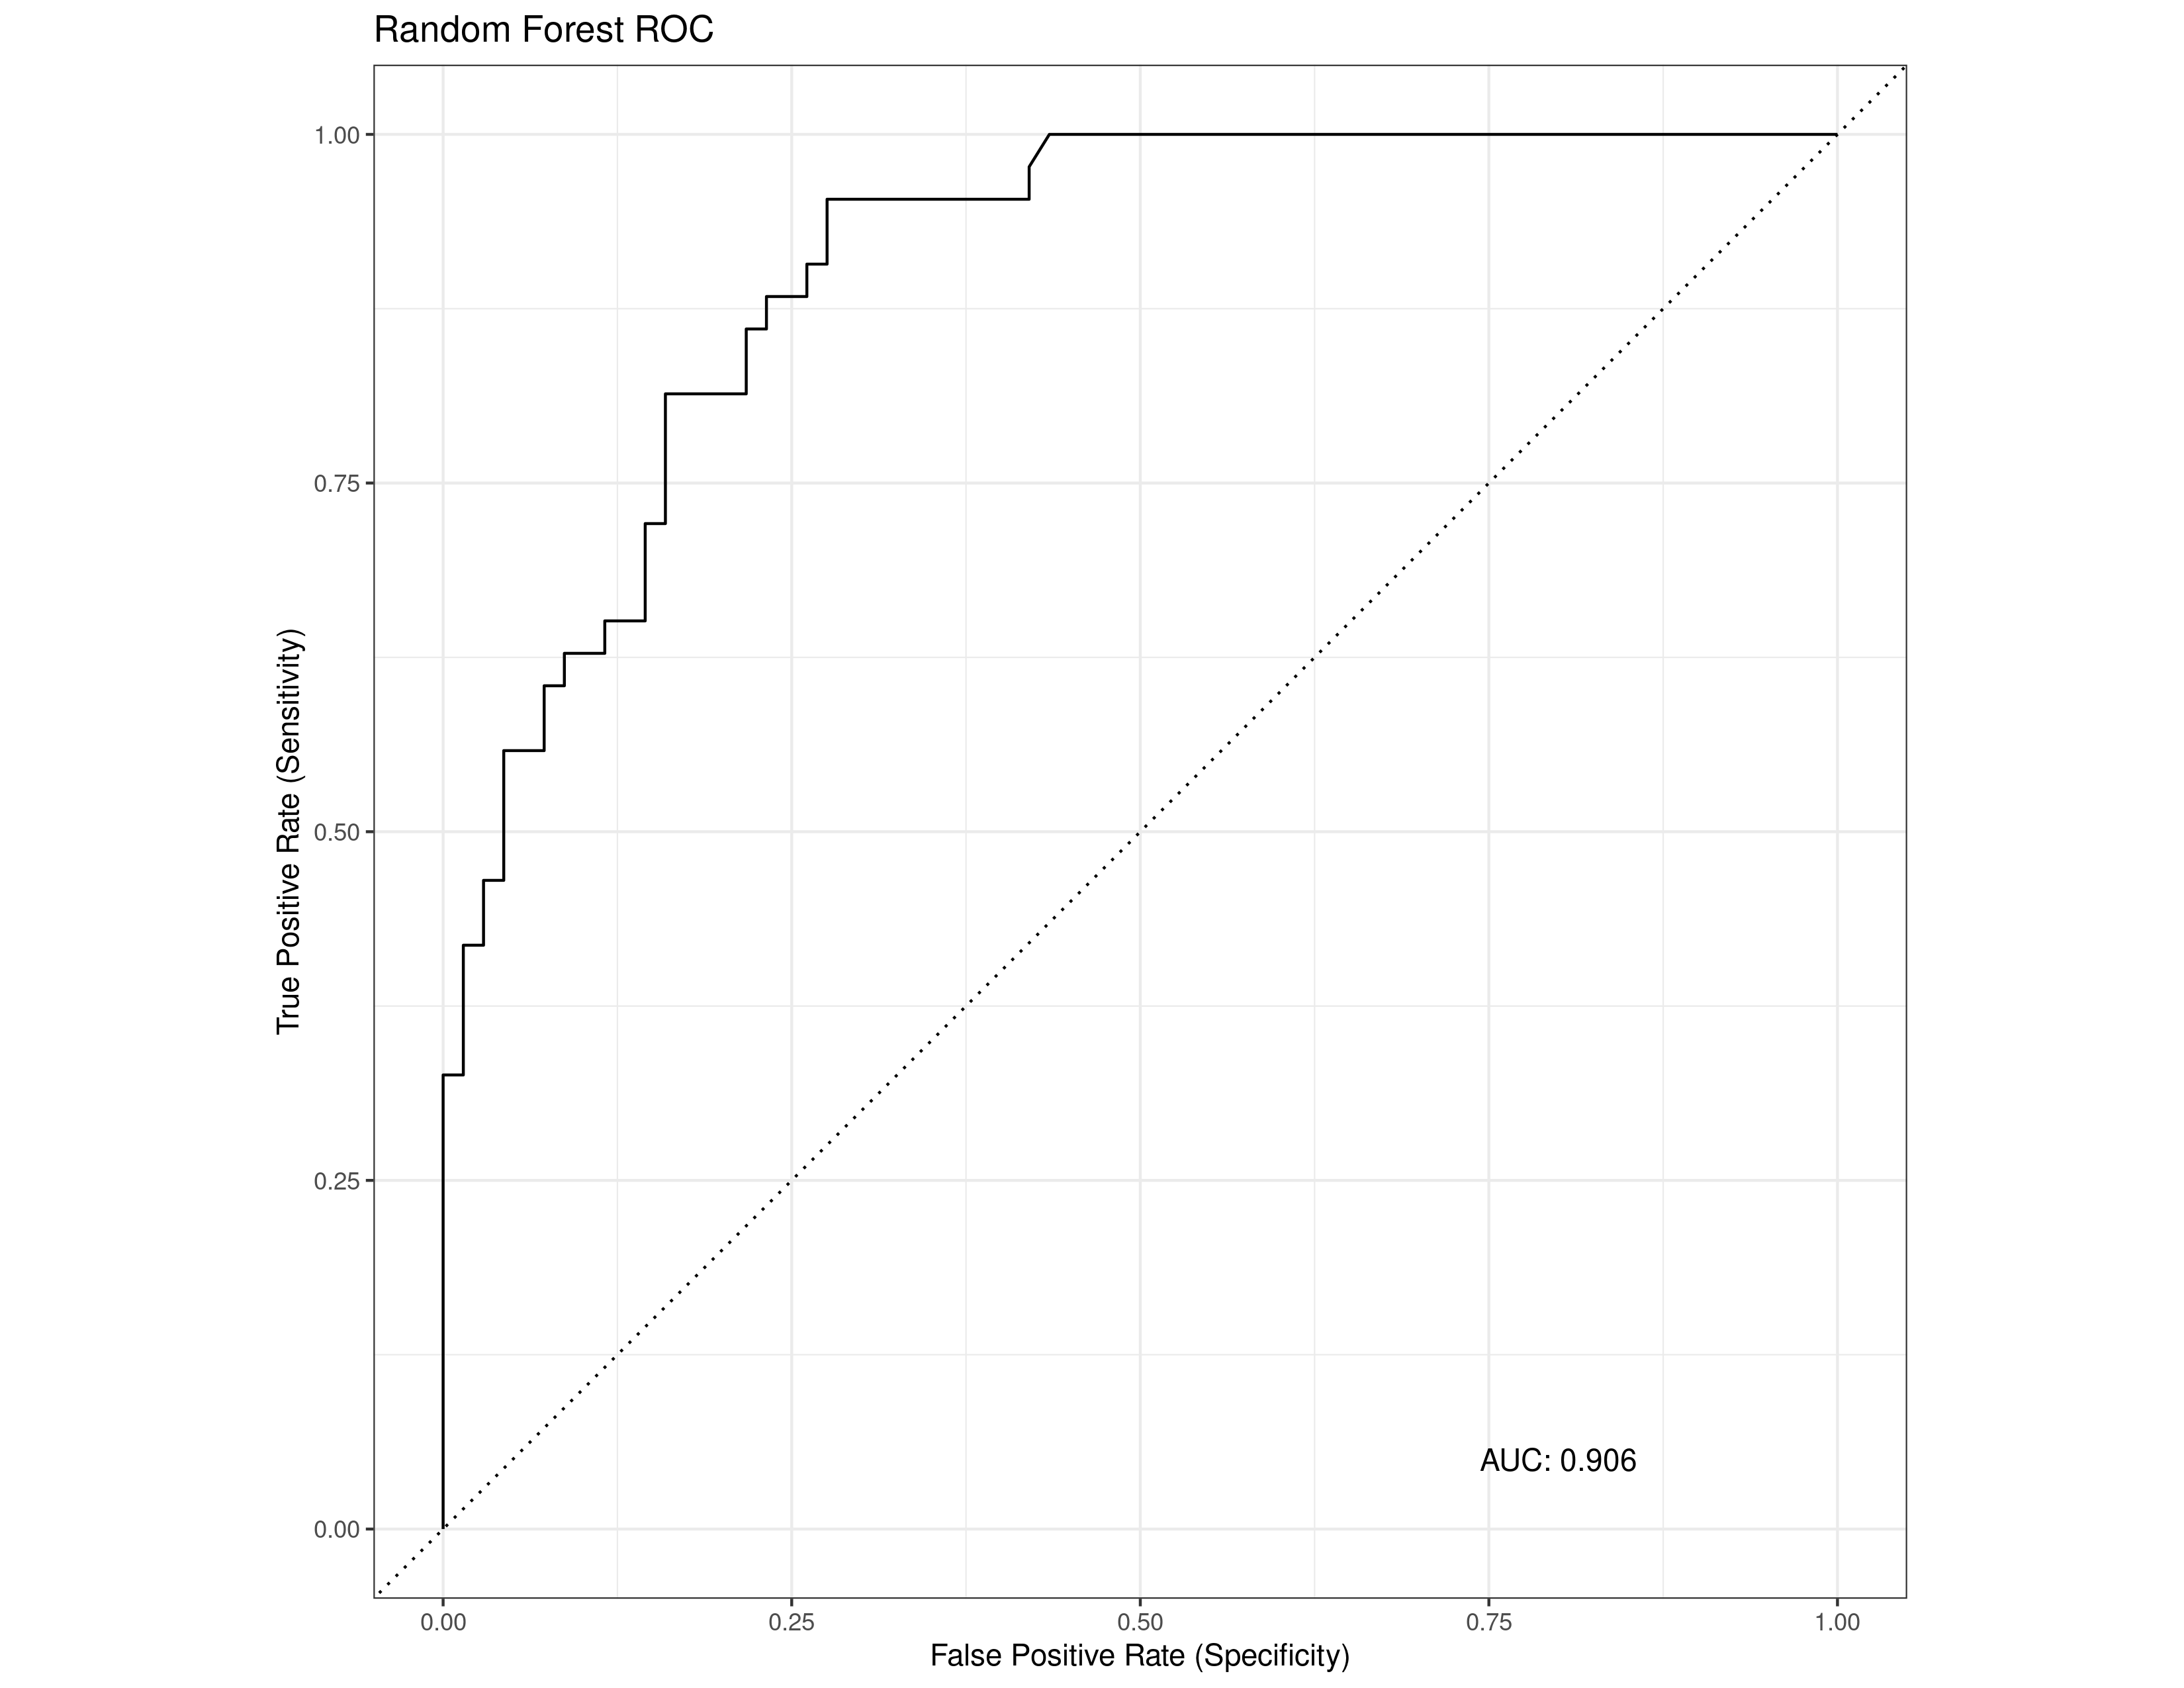 Random Forest ROC
1.00
0.75
0.50
0.25
0.00
True Positive Rate (Sensitivity)
AUC: 0.906
0.00 0.25 0.50 0.75 1.00
False Positive Rate (Specificity)